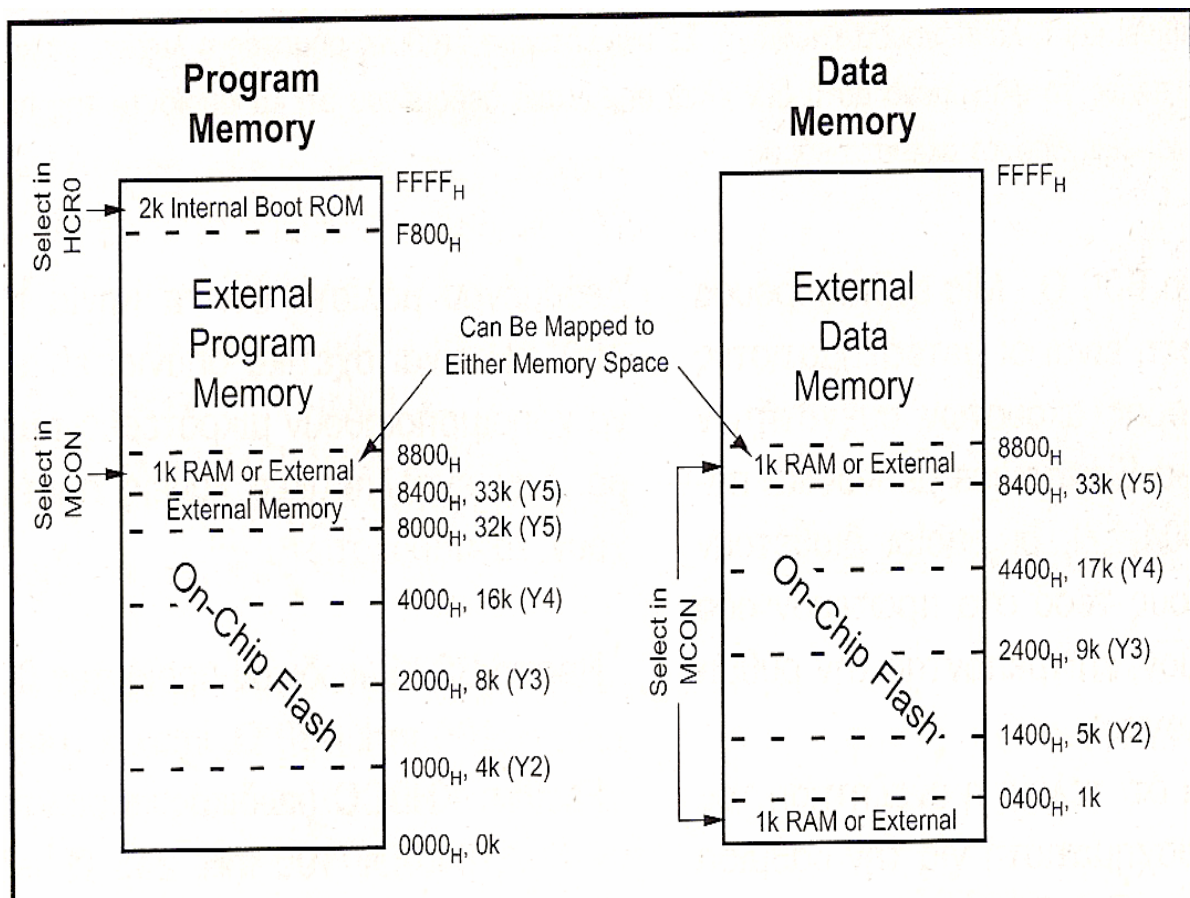 Program
Memory
Select in
HCR0
FFFFH
2k Internal Boot ROM
F800H
External
Program
Memory
Select in
MCON
8800H
1k RAM or External
8400H, 33k (Y5)
External Memory
8000H, 32k (Y5)
On-Chip Flash
4000H, 16k (Y4)
2000H, 8k (Y3)
1000H, 4k (Y2)
0000H, 0k
Can Be Mapped to
Either Memory Space
Data
Memory
FFFFH
External
Data
Memory
8800H
1k RAM or External
8400H, 33k (Y5)
Select in
MCON
On-Chip Flash
4400H, 17k (Y4)
2400H, 9k (Y3)
1400H, 5k (Y2)
0400H, 1k
1k RAM or External